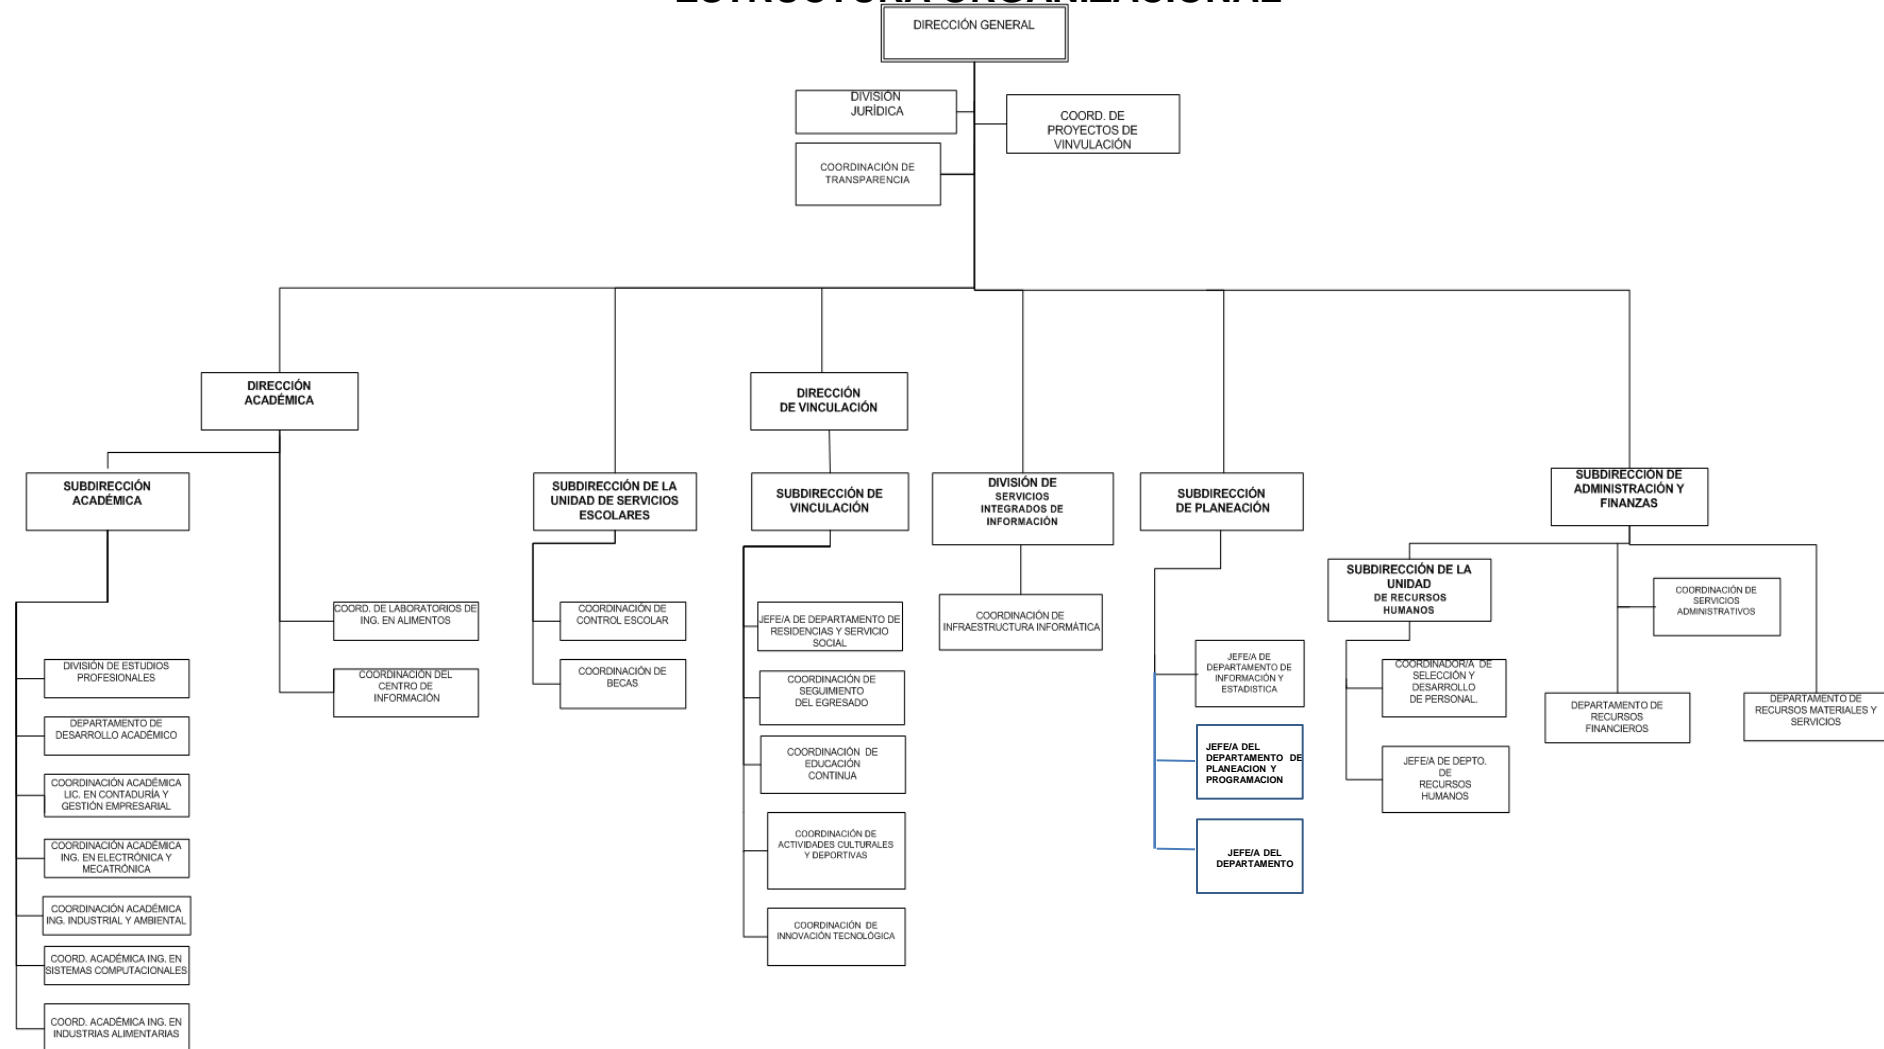 ESTRUCTURA ORGANIZACIONAL
DIRECCIÓN GENERAL
DIVISIÓN
JURÍDICA
COORD. DE
PROYECTOS DE
VINVULACIÓN
COORDINACIÓN DE
TRANSPARENCIA
DIRECCIÓN
ACADÉMICA
DIRECCIÓN
DE VINCULACIÓN
SUBDIRECCIÓN
ACADÉMICA
SUBDIRECCIÓN DE LA
UNIDAD DE SERVICIOS
ESCOLARES
SUBDIRECCIÓN DE
VINCULACIÓN
DIVISIÓN DE
SERVICIOS
INTEGRADOS DE
INFORMACIÓN
SUBDIRECCIÓN
DE PLANEACIÓN
SUBDIRECCIÓN DE
ADMINISTRACIÓN Y
FINANZAS
SUBDIRECCIÓN DE LA
UNIDAD
DE RECURSOS
HUMANOS
COORDINACIÓN DE
SERVICIOS
ADMINISTRATIVOS
COORD. DE LABORATORIOS DE
ING. EN ALIMENTOS
COORDINACIÓN DEL
CENTRO DE
INFORMACIÓN
COORDINACIÓN DE
CONTROL ESCOLAR
COORDINACIÓN DE
BECAS
JEFE/A DE DEPARTAMENTO DE
RESIDENCIAS Y SERVICIO
SOCIAL
COORDINACIÓN DE
SEGUIMIENTO
DEL EGRESADO
COORDINACIÓN DE
EDUCACIÓN
CONTINUA
COORDINACIÓN DE
ACTIVIDADES CULTURALES
Y DEPORTIVAS
COORDINACIÓN DE
INNOVACIÓN TECNOLÓGICA
COORDINACIÓN DE
INFRAESTRUCTURA INFORMÁTICA
JEFE/A DE
DEPARTAMENTO DE
INFORMACIÓN Y
ESTADISTICA
JEFE/A DEL
DEPARTAMENTO DE
PLANEACION Y
PROGRAMACION
JEFE/A DEL
DEPARTAMENTO
COORDINADOR/A DE
SELECCIÓN Y
DESARROLLO
DE PERSONAL.
JEFE/A DE DEPTO.
DE
RECURSOS
HUMANOS
DEPARTAMENTO DE
RECURSOS
FINANCIEROS
DEPARTAMENTO DE
RECURSOS MATERIALES Y
SERVICIOS
DIVISIÓN DE ESTUDIOS
PROFESIONALES
DEPARTAMENTO DE
DESARROLLO ACADÉMICO
COORDINACIÓN ACADÉMICA
LIC. EN CONTADURÍA Y
GESTIÓN EMPRESARIAL
COORDINACIÓN ACADÉMICA
ING. EN ELECTRÓNICA Y
MECATRÓNICA
COORDINACIÓN ACADÉMICA
ING. INDUSTRIAL Y AMBIENTAL
COORD. ACADÉMICA ING. EN
SISTEMAS COMPUTACIONALES
COORD. ACADÉMICA ING. EN
INDUSTRIAS ALIMENTARIAS